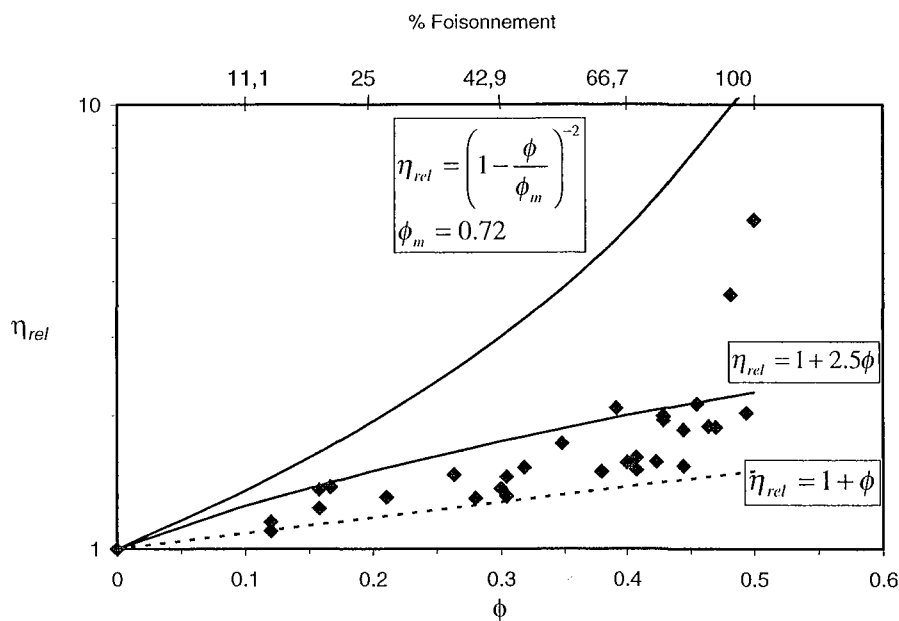 % Foisonnement
11,1 25 42,9 66,7 100
10
η_rel = (1 - φ/φ_m)^-2
φ_m = 0.72
η_rel
η_rel = 1 + 2.5φ
η_rel = 1 + φ
1
0 0.1 0.2 0.3 0.4 0.5 0.6
φ